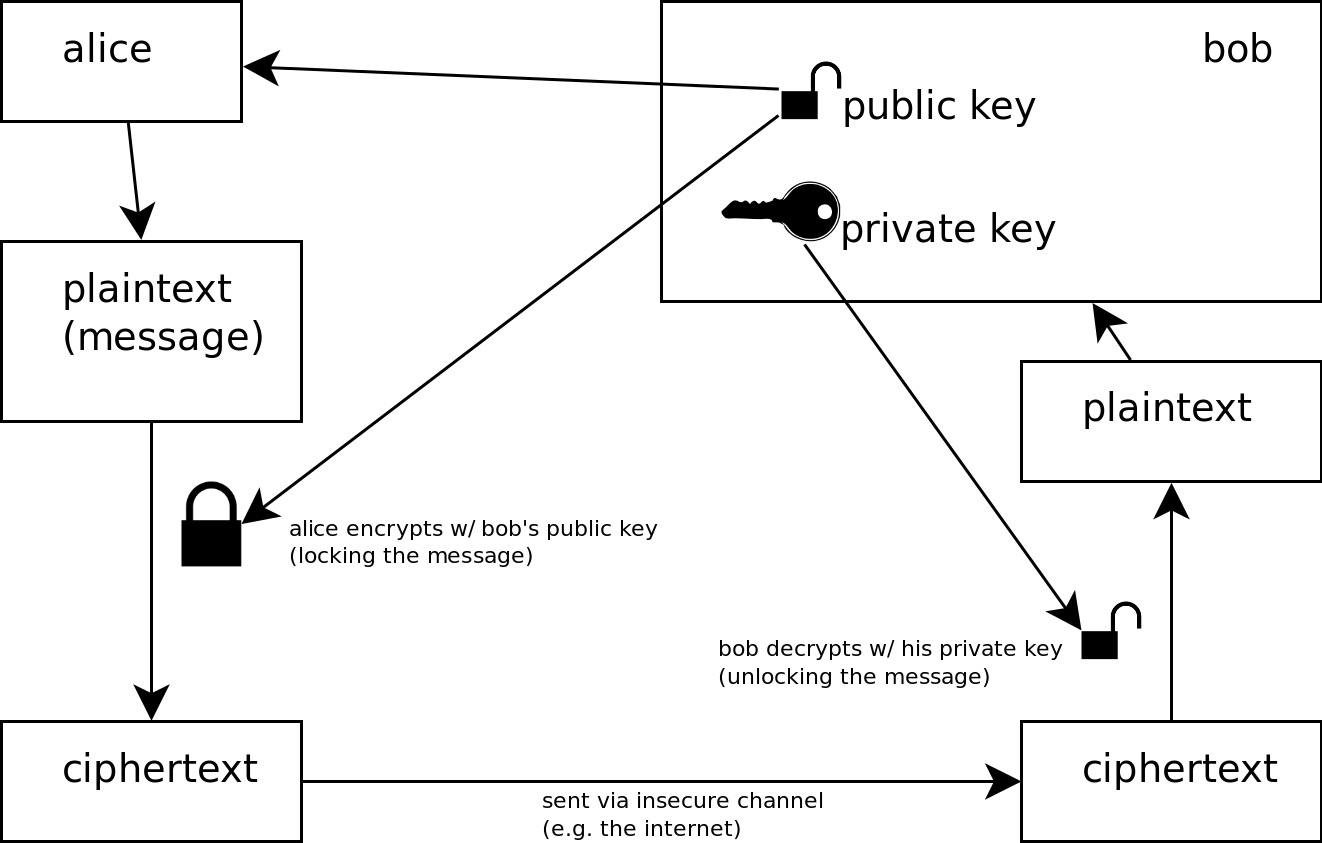 alice
bob
public key
private key
plaintext
(message)
plaintext
alice encrypts w/ bob's public key
(locking the message)
bob decrypts w/ his private key
(unlocking the message)
ciphertext
ciphertext
sent via insecure channel
(e.g. the internet)